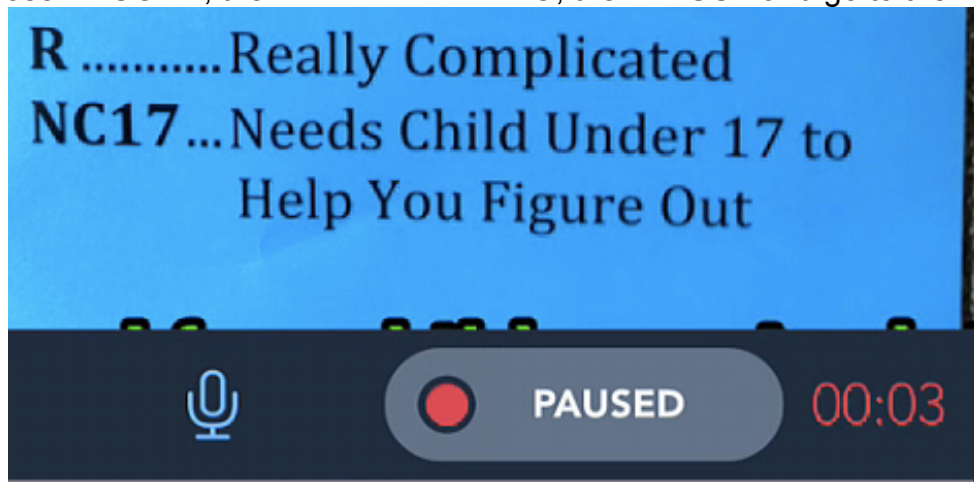 R ........... Really Complicated
NC17... Needs Child Under 17 to
Help You Figure Out
PAUSED 00:03